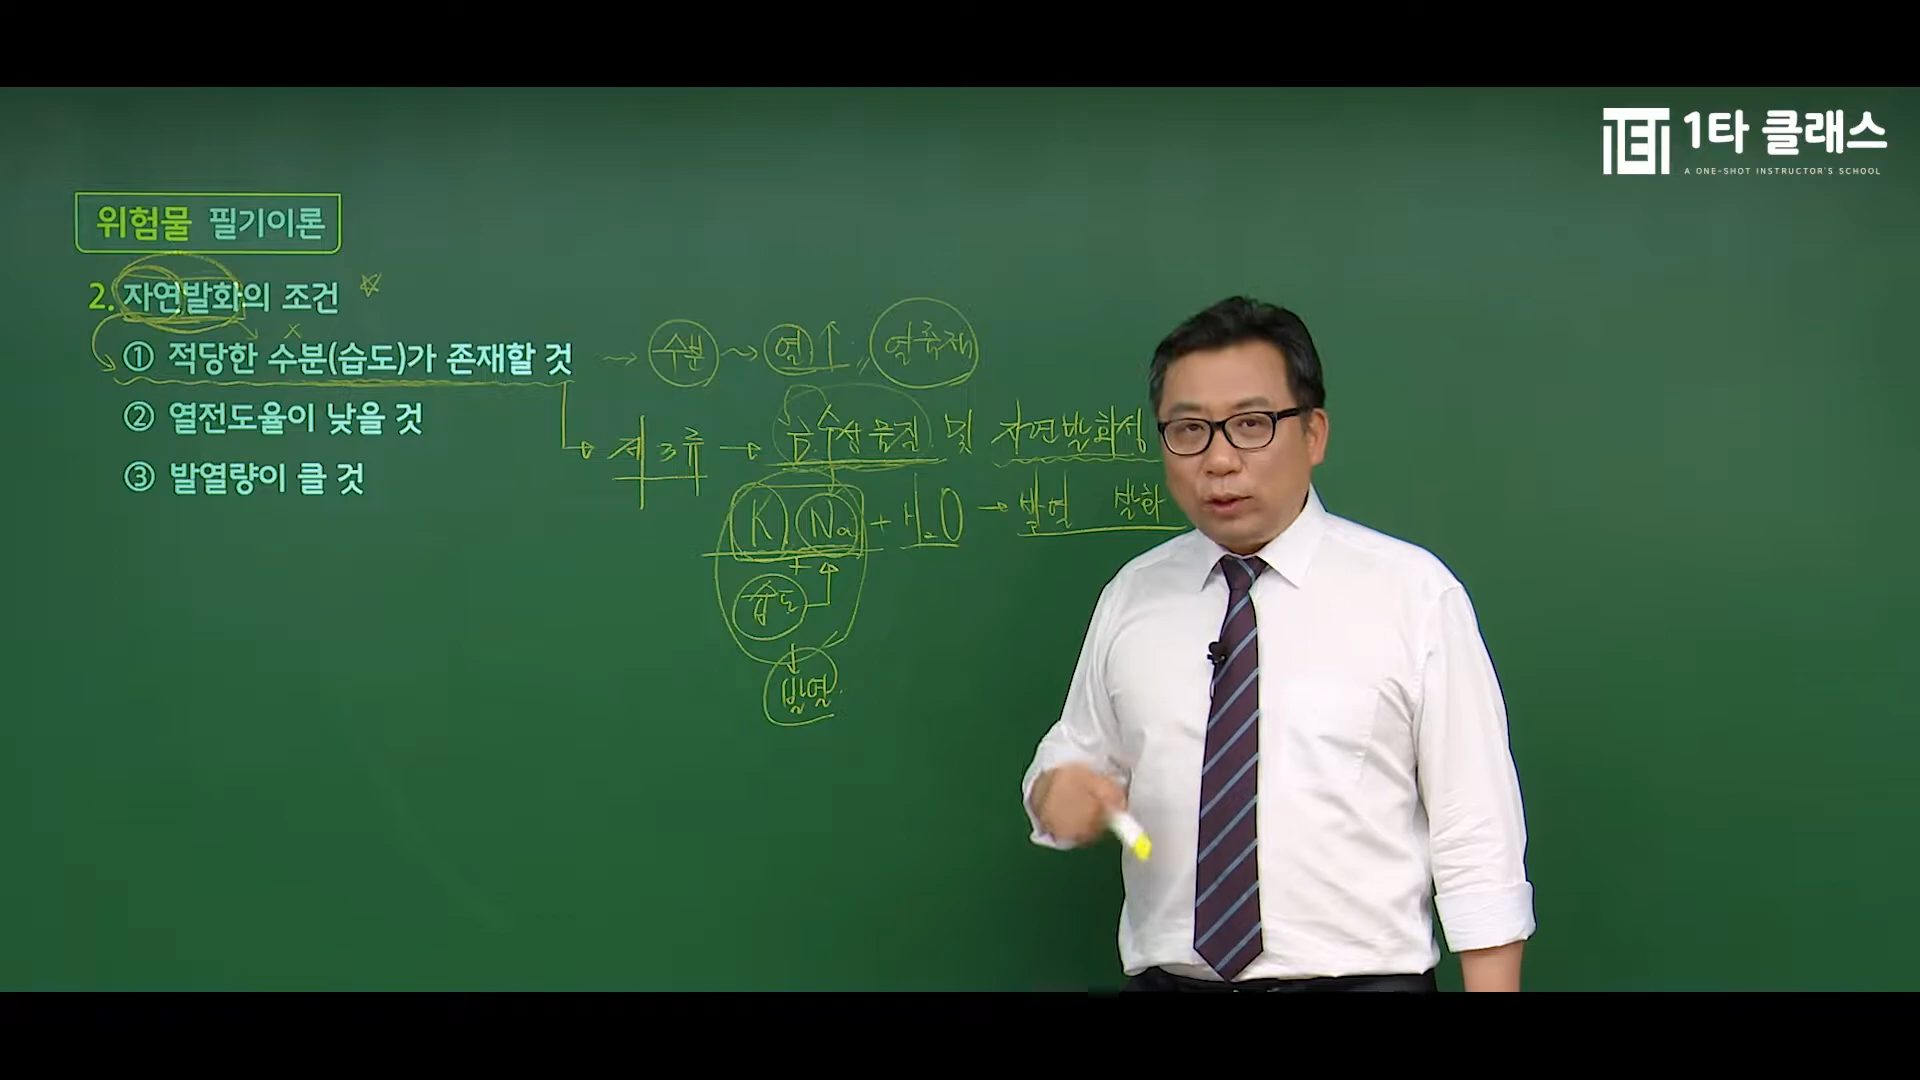 1타 클래스
A ONE-SHOT INSTRUCTOR'S SCHOOL
위험물 필기이론
2. 자연발화의 조건 ☆
① 적당한 수분(습도)가 존재할 것 → 수분 → 열↑, 열축재
② 열전도율이 낮을 것
제3류 → 금수성물질 및 자연발화성
③ 발열량이 클 것
K Na + H₂O → 발열 발화
+
습도
↓
발열